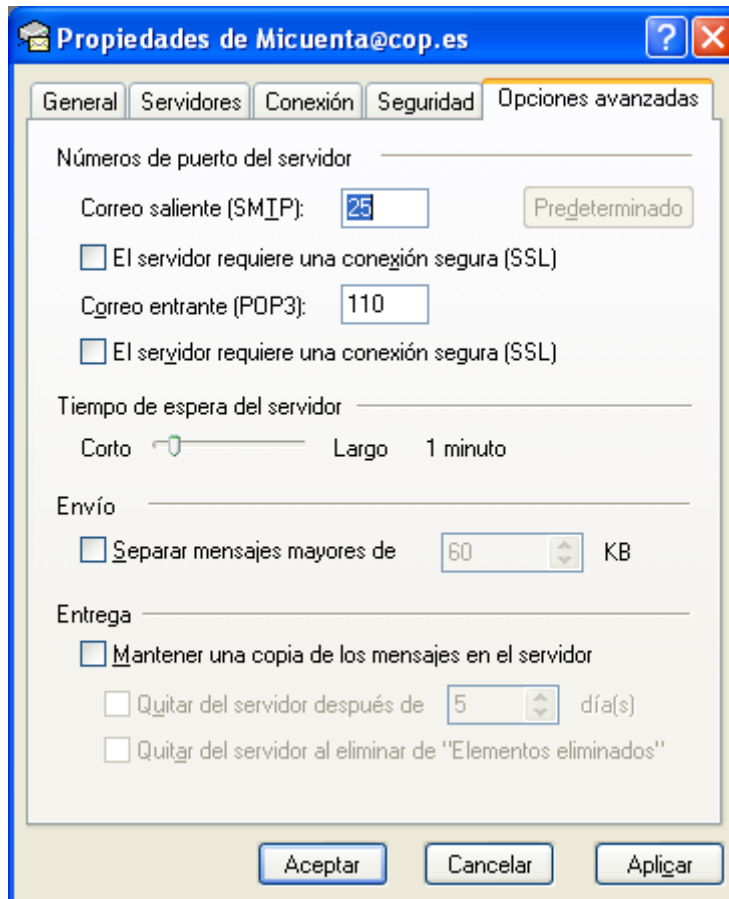 Propiedades de Micuenta@cop.es
General Servidores Conexión Seguridad Opciones avanzadas
Números de puerto del servidor
Correo saliente (SMTP): 25 Predeterminado
El servidor requiere una conexión segura (SSL)
Correo entrante (POP3): 110
El servidor requiere una conexión segura (SSL)
Tiempo de espera del servidor
Corto Largo 1 minuto
Envío
Separar mensajes mayores de 60 KB
Entrega
Mantener una copia de los mensajes en el servidor
Quitar del servidor después de 5 día(s)
Quitar del servidor al eliminar de "Elementos eliminados"
Aceptar Cancelar Aplicar